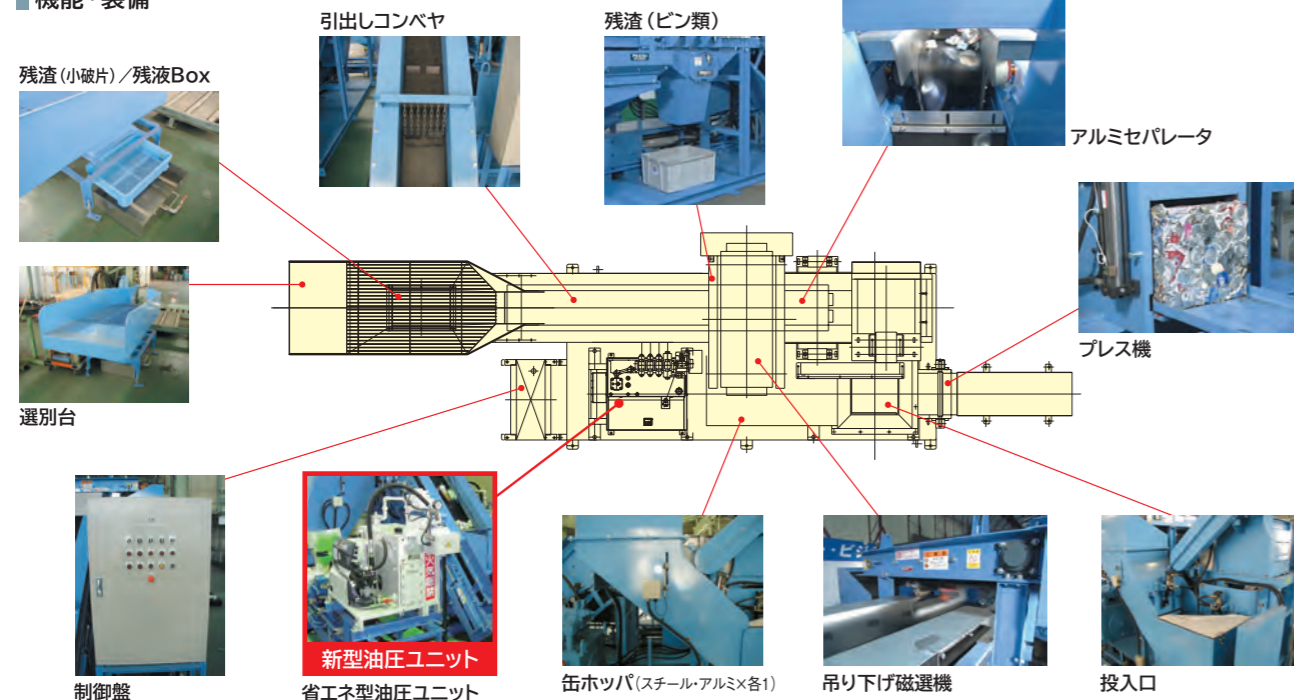 機能・装備
引出しコンベヤ
残渣（ビン類）
残渣（小破片）／残液Box
アルミセパレータ
プレス機
選別台
火気厳禁
新型油圧ユニット
制御盤
省エネ型油圧ユニット
缶ホッパ（スチール・アルミ×各1）
吊り下げ磁選機
投入口